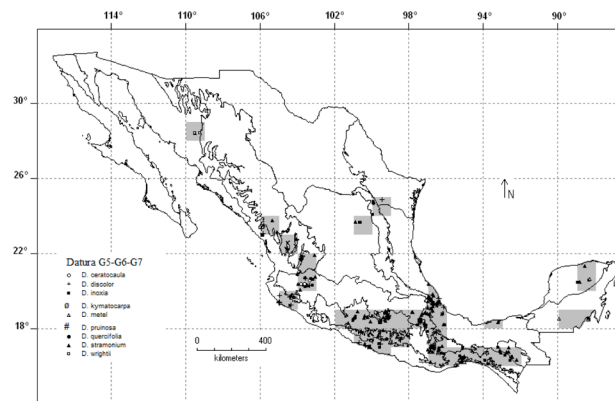 114° 110° 106° 102° 98° 94° 90°
30°
26°
N
22°
Datura G5-G6-G7
D. ceratocaula
D. discolor
D. inoxia
D. kymatocarpa
D. metel
D. pruinosa
D. quercifolia
D. stramonium
D. wrightii
18°
0 400
kilometers